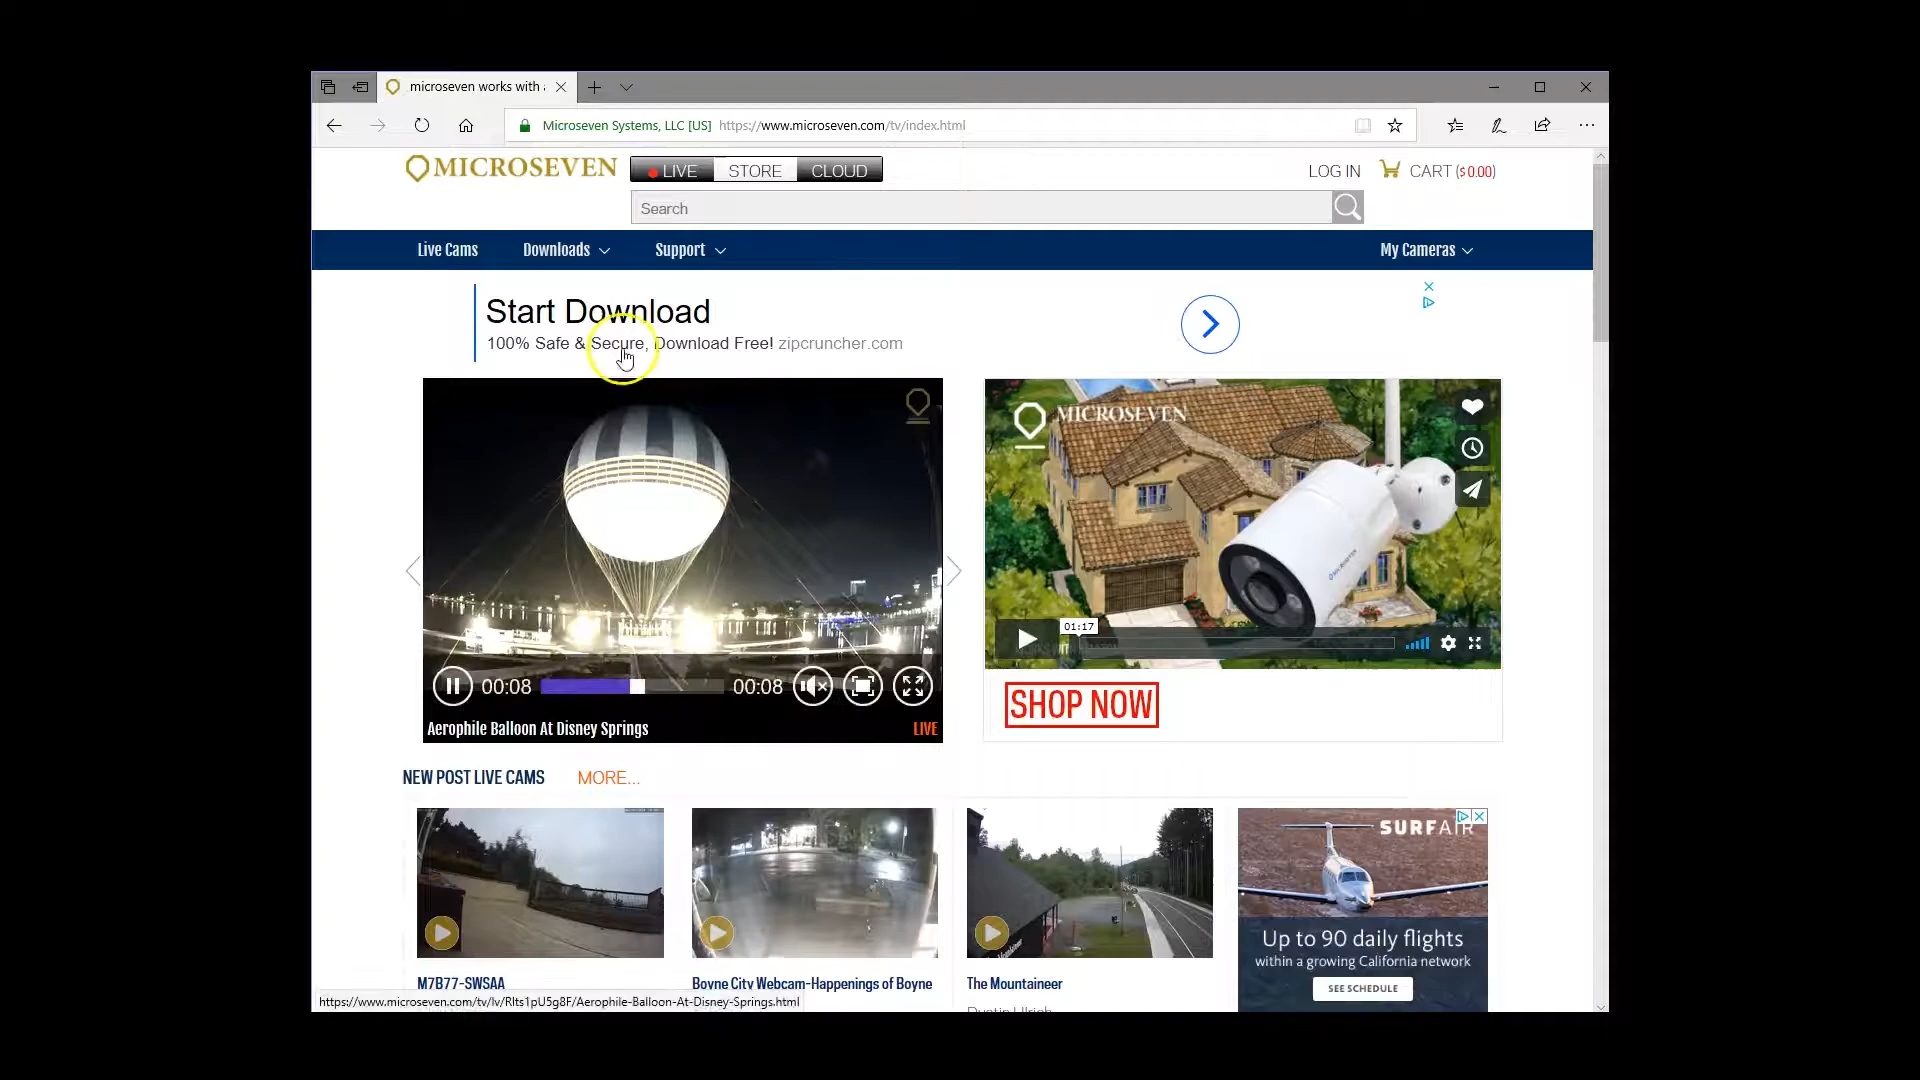 microseven works with
Microseven Systems, LLC [US] https://www.microseven.com/tv/index.html
MICROSEVEN
LIVE STORE CLOUD
LOG IN CART ($0.00)
Search
Live Cams Downloads Support My Cameras
Start Download
100% Safe & Secure, Download Free! zipcruncher.com
MICROSEVEN
01:17
00:08 00:08
Aerophile Balloon At Disney Springs LIVE
SHOP NOW
NEW POST LIVE CAMS MORE...
SURFAIR
Up to 90 daily flights
within a growing California network
SEE SCHEDULE
M7B77-SWSAA
Boyne City Webcam-Happenings of Boyne
The Mountaineer
https://www.microseven.com/tv/lv/Rlts1pU5g8F/Aerophile-Balloon-At-Disney-Springs.html